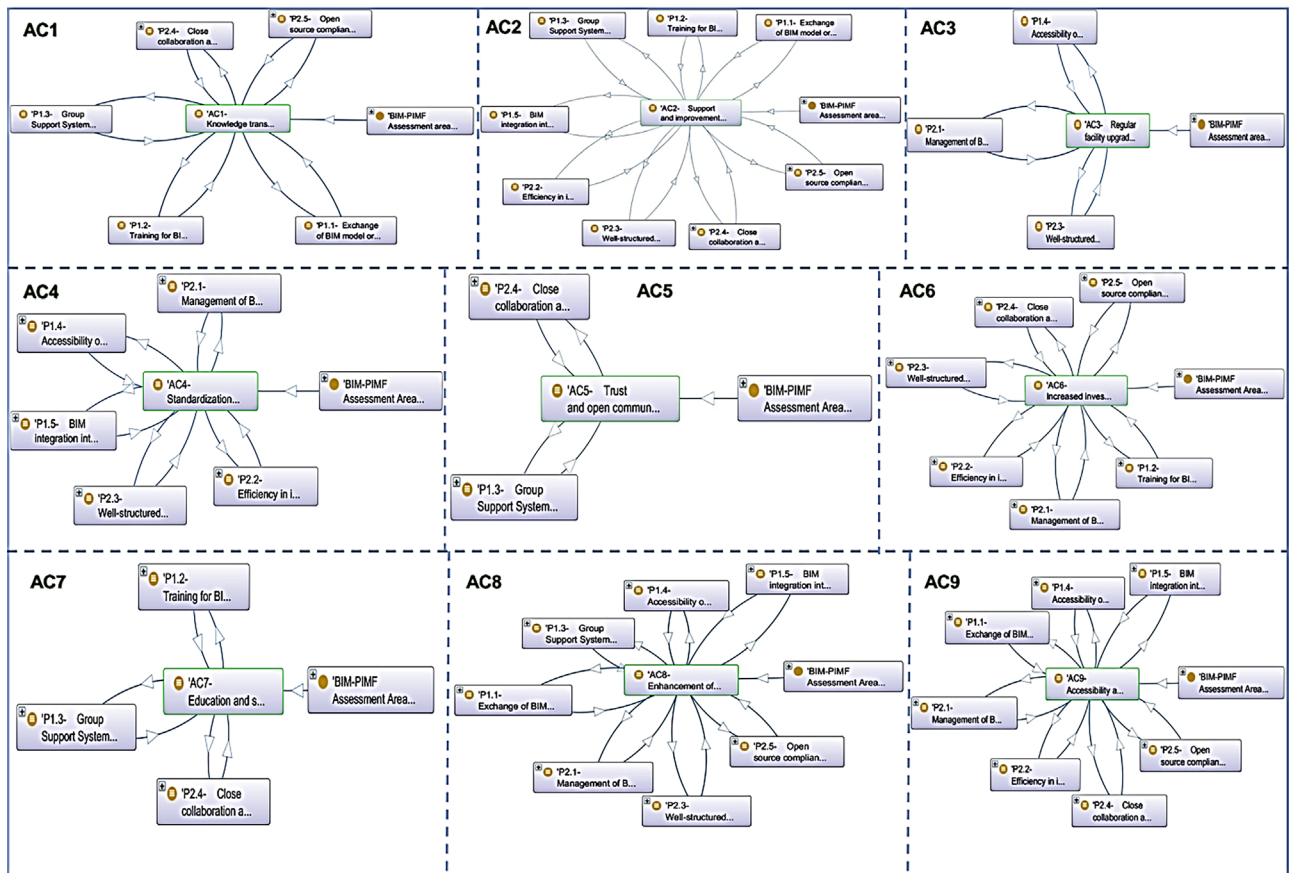 AC1
'P2.4- Close
collaboration a...
'P2.5- Open
source complian...
'P1.3- Group
Support System...
'AC1-
Knowledge trans...
'BIM-PIMF
Assessment area...
'P1.2-
Training for BI...
'P1.1- Exchange
of BIM model or...
AC2
'P1.3- Group
Support System...
'P1.2-
Training for BI...
'P1.1- Exchange
of BIM model or...
'P1.5- BIM
integration int...
'AC2- Support
and improvement...
'BIM-PIMF
Assessment area...
'P2.2-
Efficiency in i...
'P2.5- Open
source complian...
'P2.3-
Well-structured...
'P2.4- Close
collaboration a...
AC3
'P1.4-
Accessibility o...
'P2.1-
Management of B...
'AC3- Regular
facility upgrad...
'BIM-PIMF
Assessment area...
'P2.3-
Well-structured...
AC4
'P2.1-
Management of B...
'P1.4-
Accessibility o...
'AC4-
Standardization...
'BIM-PIMF
Assessment Area...
'P1.5- BIM
integration int...
'P2.2-
Efficiency in i...
'P2.3-
Well-structured...
AC5
'P2.4- Close
collaboration a...
'AC5- Trust
and open commun...
'BIM-PIMF
Assessment Area...
'P1.3- Group
Support System...
AC6
'P2.5- Open
source complian...
'P2.4- Close
collaboration a...
'P2.3-
Well-structured...
'AC6-
Increased inves...
'BIM-PIMF
Assessment Area...
'P2.2-
Efficiency in i...
'P1.2-
Training for BI...
'P2.1-
Management of B...
AC7
'P1.2-
Training for BI...
'AC7-
Education and s...
'BIM-PIMF
Assessment Area...
'P1.3- Group
Support System...
'P2.4- Close
collaboration a...
AC8
'P1.5- BIM
integration int...
'P1.4-
Accessibility o...
'P1.3- Group
Support System...
'AC8-
Enhancement of...
'BIM-PIMF
Assessment Area...
'P1.1-
Exchange of BIM...
'P2.5- Open
source complian...
'P2.1-
Management of B...
'P2.3-
Well-structured...
AC9
'P1.5- BIM
integration int...
'P1.4-
Accessibility o...
'P1.1-
Exchange of BIM...
'AC9-
Accessibility a...
'BIM-PIMF
Assessment Area...
'P2.1-
Management of B...
'P2.5- Open
source complian...
'P2.2-
Efficiency in i...
'P2.4- Close
collaboration a...